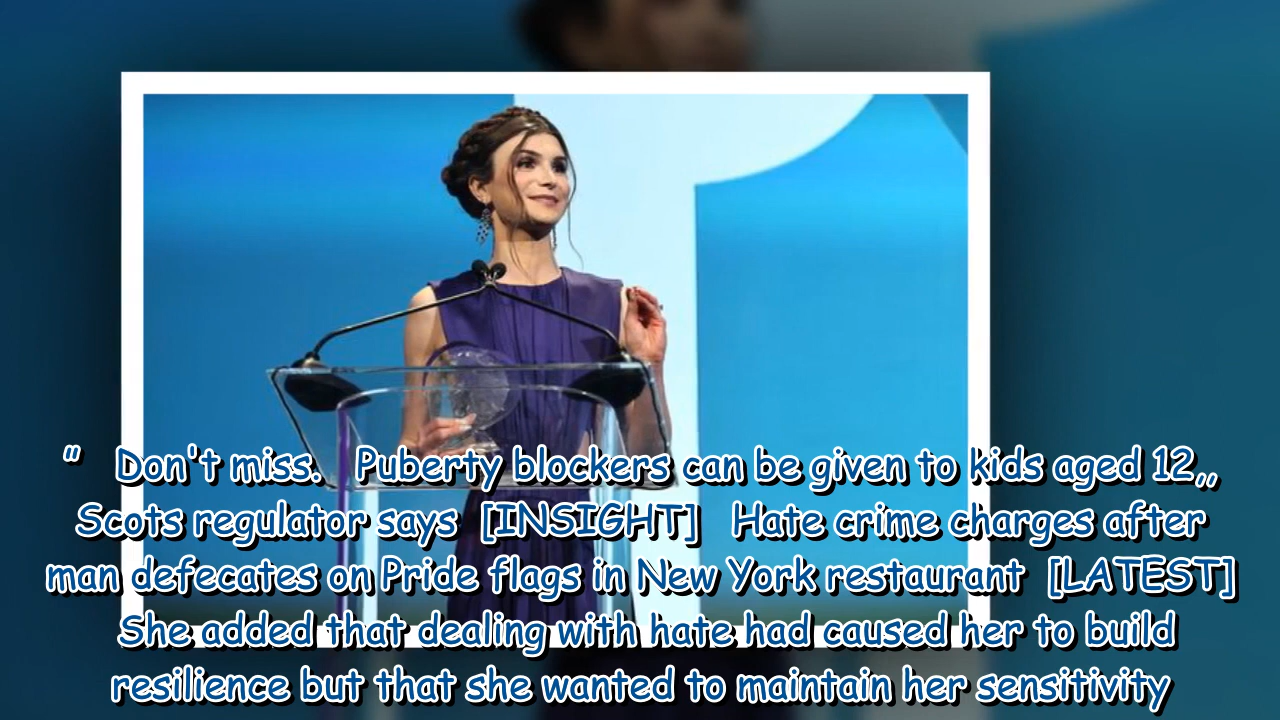 ” Don't miss. Puberty blockers can be given to kids aged 12,,
Scots regulator says [INSIGHT] Hate crime charges after
man defecates on Pride flags in New York restaurant [LATEST]
She added that dealing with hate had caused her to build
resilience but that she wanted to maintain her sensitivity